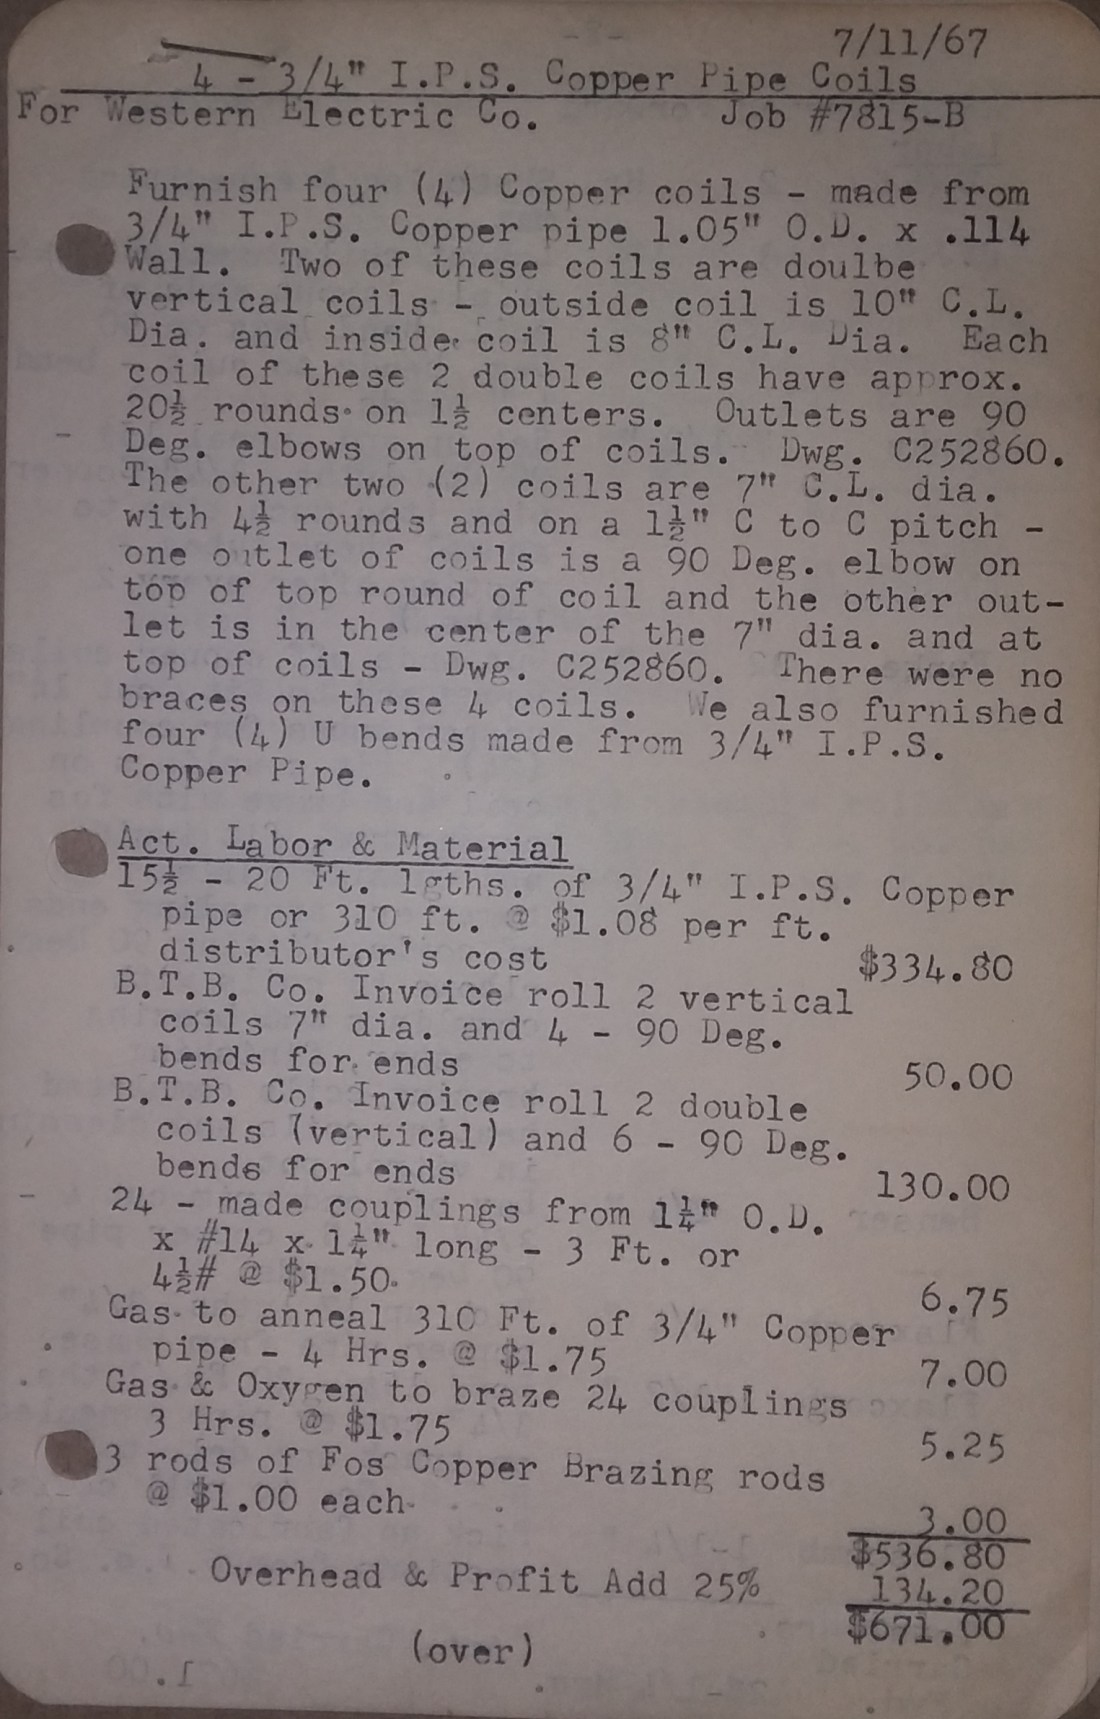 7/11/67
4 - 3/4" I.P.S. Copper Pipe Coils
For Western Electric Co. Job #7815-B
Furnish four (4) Copper coils - made from
3/4" I.P.S. Copper pipe 1.05" O.D. x .114
Wall. Two of these coils are doulbe
vertical coils - outside coil is 10" C.L.
Dia. and inside coil is 8" C.L. Dia. Each
coil of these 2 double coils have approx.
20½ rounds on 1½ centers. Outlets are 90
Deg. elbows on top of coils. Dwg. C252860.
The other two (2) coils are 7" C.L. dia.
with 4½ rounds and on a 1½" C to C pitch -
one outlet of coils is a 90 Deg. elbow on
top of top round of coil and the other out-
let is in the center of the 7" dia. and at
top of coils - Dwg. C252860. There were no
braces on these 4 coils. We also furnished
four (4) U bends made from 3/4" I.P.S.
Copper Pipe.
Act. Labor & Material
15½ - 20 Ft. lgths. of 3/4" I.P.S. Copper
pipe or 310 ft. @ $1.08 per ft.
distributor's cost $334.80
B.T.B. Co. Invoice roll 2 vertical
coils 7" dia. and 4 - 90 Deg.
bends for ends 50.00
B.T.B. Co. Invoice roll 2 double
coils (vertical) and 6 - 90 Deg.
bends for ends 130.00
24 - made couplings from 1¼" O.D.
x #14 x 1¼" long - 3 Ft. or
4½# @ $1.50 6.75
Gas to anneal 310 Ft. of 3/4" Copper
pipe - 4 Hrs. @ $1.75 7.00
Gas & Oxygen to braze 24 couplings
3 Hrs. @ $1.75 5.25
3 rods of Fos Copper Brazing rods
@ $1.00 each 3.00
$536.80
Overhead & Profit Add 25% 134.20
$671.00
(over)